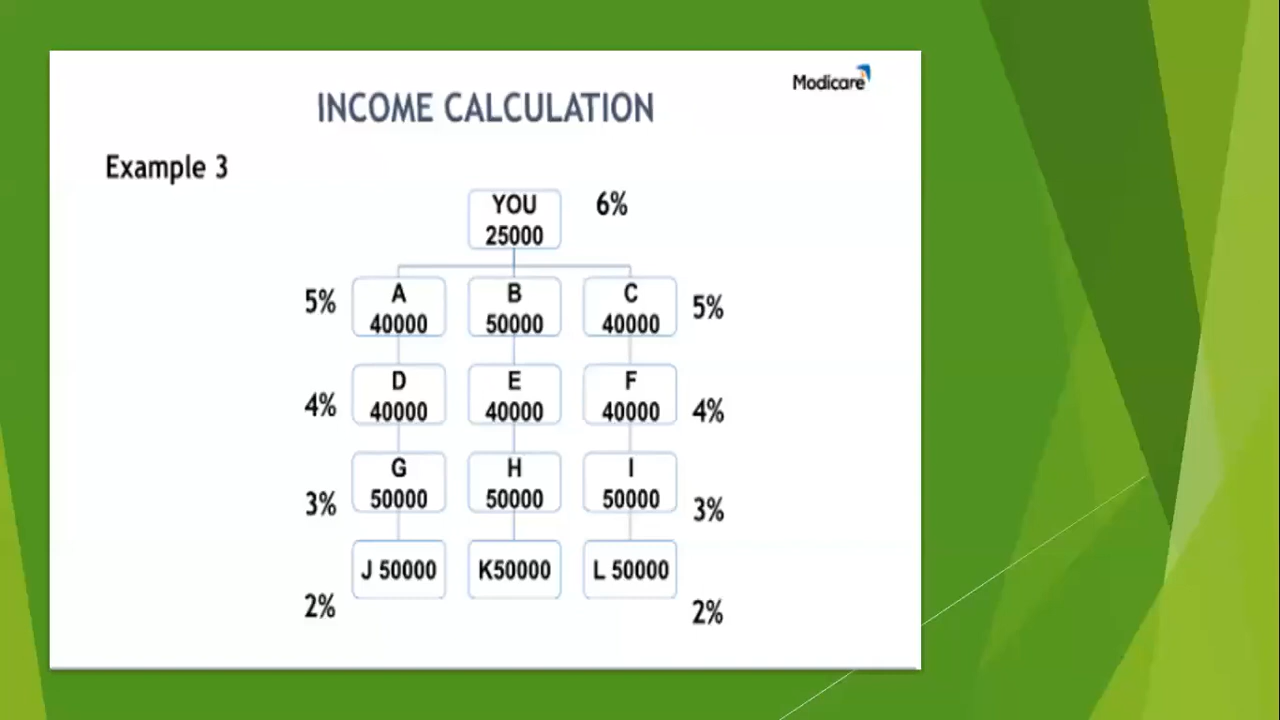 Modicare
INCOME CALCULATION
Example 3
YOU
25000
6%
5%
A
40000
B
50000
C
40000
5%
4%
D
40000
E
40000
F
40000
4%
3%
G
50000
H
50000
I
50000
3%
J 50000
K50000
L 50000
2%
2%